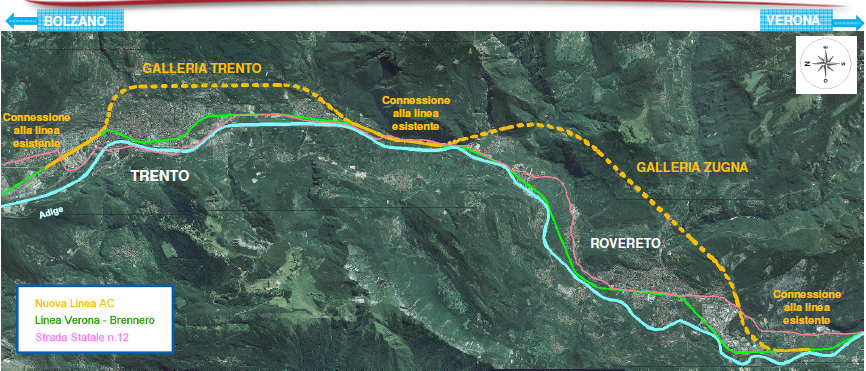 BOLZANO
VERONA
GALLERIA TRENTO
Connessione
alla linea
esistente
Connessione
alla linea
esistente
GALLERIA ZUGNA
TRENTO
Adige
ROVERETO
Connessione
alla linea
esistente
Nuova Linea AC
Linea Verona - Brennero
Strada Statale n.12
N
S
O